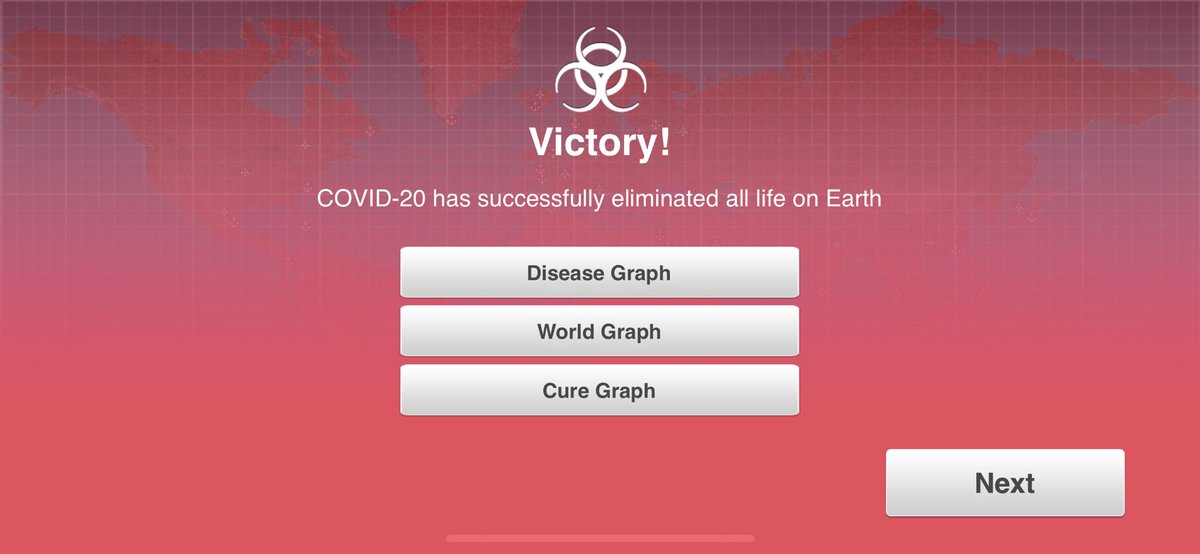 Victory!
COVID-20 has successfully eliminated all life on Earth
Disease Graph
World Graph
Cure Graph
Next